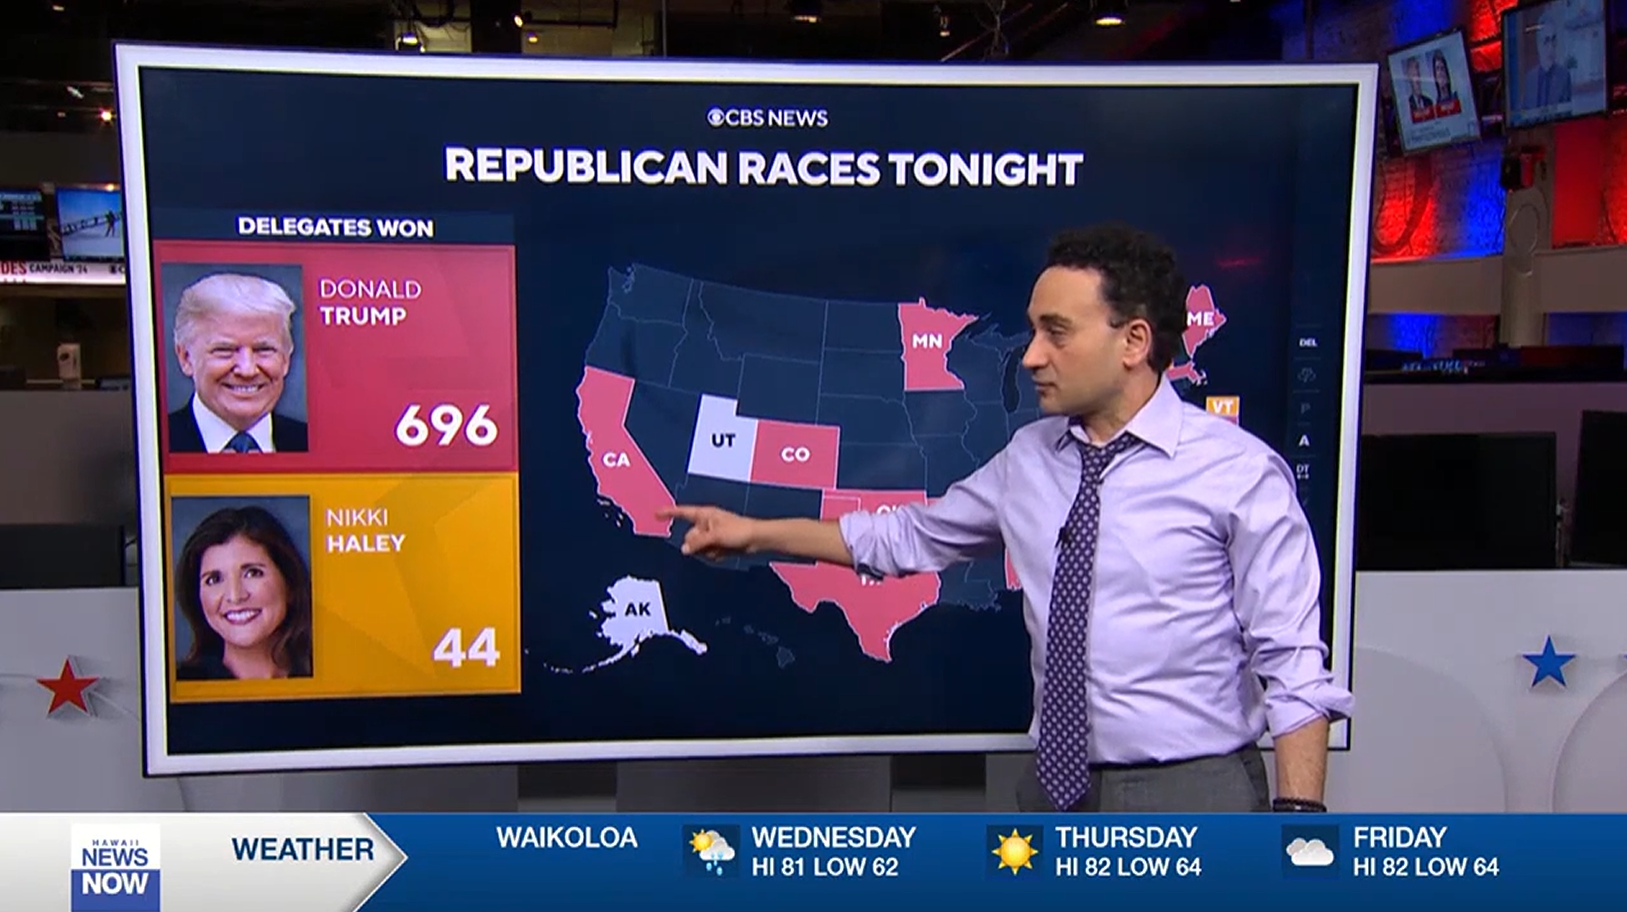 CBS NEWS
REPUBLICAN RACES TONIGHT
DELEGATES WON
DONALD
TRUMP
696
NIKKI
HALEY
44
MN
ME
VT
UT
CO
CA
AK
DEL
P
A
DT
CAMPAIGN '24
HAWAII
NEWS
NOW
WEATHER
WAIKOLOA
WEDNESDAY
HI 81 LOW 62
THURSDAY
HI 82 LOW 64
FRIDAY
HI 82 LOW 64